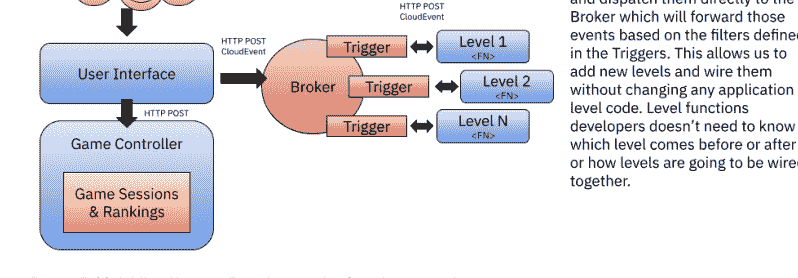 HTTP POST
CloudEvent
HTTP POST
CloudEvent
User Interface
Broker
Trigger
Level 1
<FN>
Trigger
Level 2
<FN>
Trigger
Level N
<FN>
HTTP POST
Game Controller
Game Sessions
& Rankings
and dispatch them directly to the
Broker which will forward those
events based on the filters defined
in the Triggers. This allows us to
add new levels and wire them
without changing any application
level code. Level functions
developers doesn't need to know
which level comes before or after
or how levels are going to be wired
together.